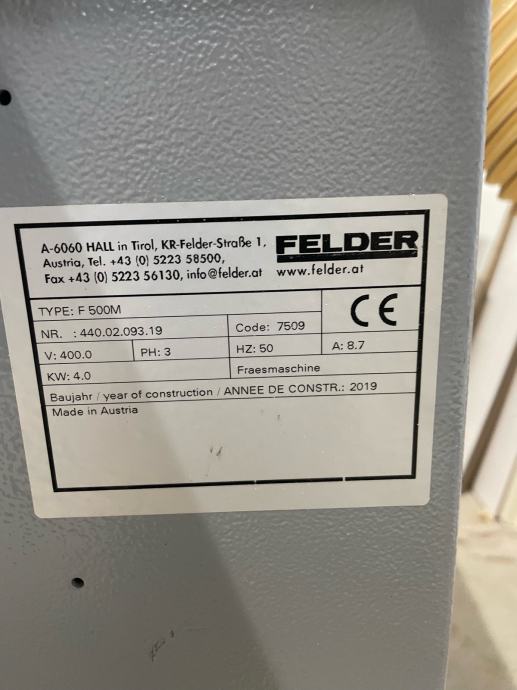 A-6060 HALL in Tirol, KR-Felder-Straße 1,
Austria, Tel. +43 (0) 5223 58500,
Fax +43 (0) 5223 56130, info@felder.at
FELDER
www.felder.at
TYPE: F 500M
CE
NR. : 440.02.093.19 Code: 7509
V: 400.0 PH: 3 HZ: 50 A: 8.7
KW: 4.0 Fraesmaschine
Baujahr / year of construction / ANNEE DE CONSTR.: 2019
Made in Austria